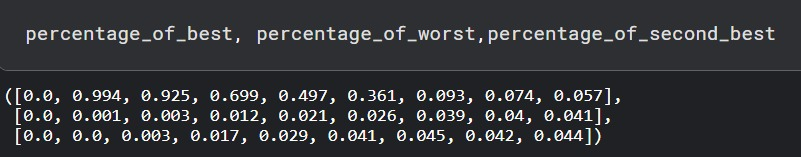 percentage_of_best, percentage_of_worst,percentage_of_second_best
([0.0, 0.994, 0.925, 0.699, 0.497, 0.361, 0.093, 0.074, 0.057],
[0.0, 0.001, 0.003, 0.012, 0.021, 0.026, 0.039, 0.04, 0.041],
[0.0, 0.0, 0.003, 0.017, 0.029, 0.041, 0.045, 0.042, 0.044])